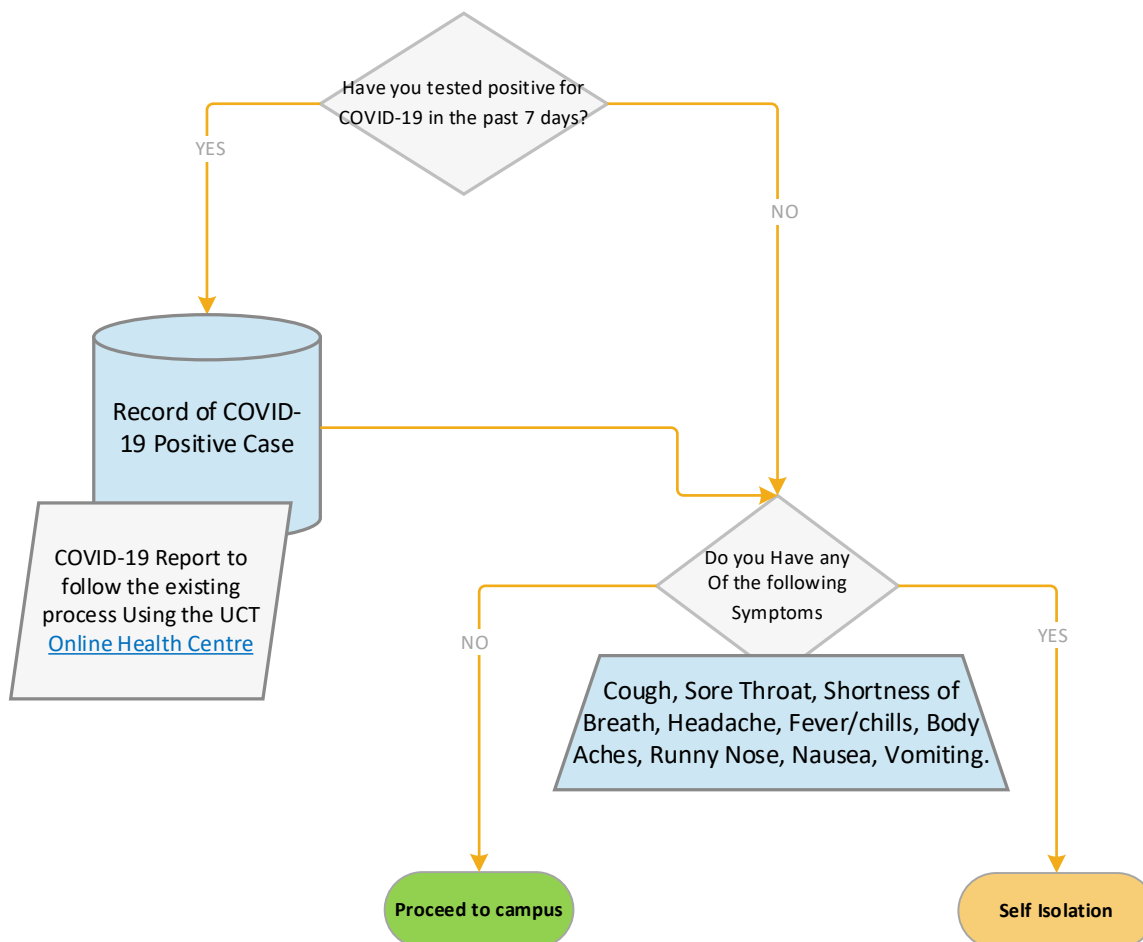 Have you tested positive for
COVID-19 in the past 7 days?
YES
NO
Record of COVID-
19 Positive Case
COVID-19 Report to
follow the existing
process Using the UCT
Online Health Centre
Do you Have any
Of the following
Symptoms
NO
YES
Cough, Sore Throat, Shortness of
Breath, Headache, Fever/chills, Body
Aches, Runny Nose, Nausea, Vomiting.
Proceed to campus
Self Isolation